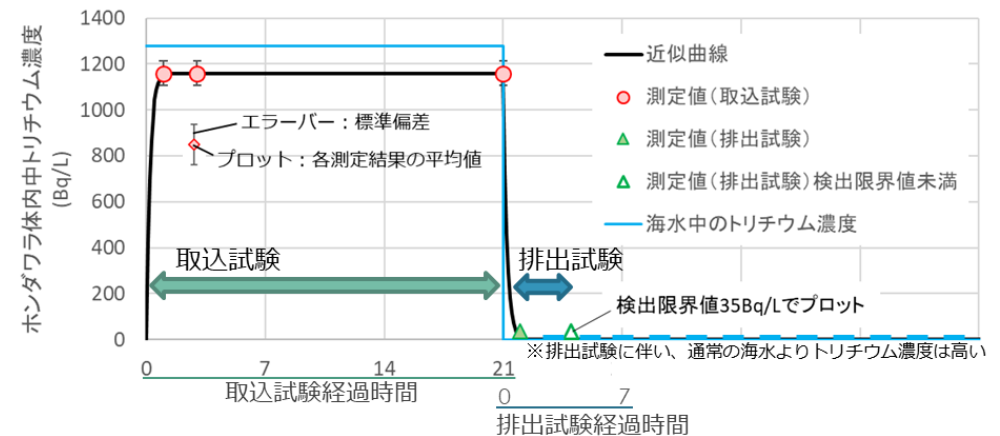 ホンダワラ体内中トリチウム濃度
(Bq/L)
1400
1200
1000
800
600
400
200
0
近似曲線
測定値(取込試験)
測定値(排出試験)
測定値(排出試験)検出限界値未満
海水中のトリチウム濃度
エラーバー:標準偏差
プロット:各測定結果の平均値
取込試験
排出試験
検出限界値35Bq/Lでプロット
※排出試験に伴い、通常の海水よりトリチウム濃度は高い
0 7 14 21
取込試験経過時間
0 7
排出試験経過時間